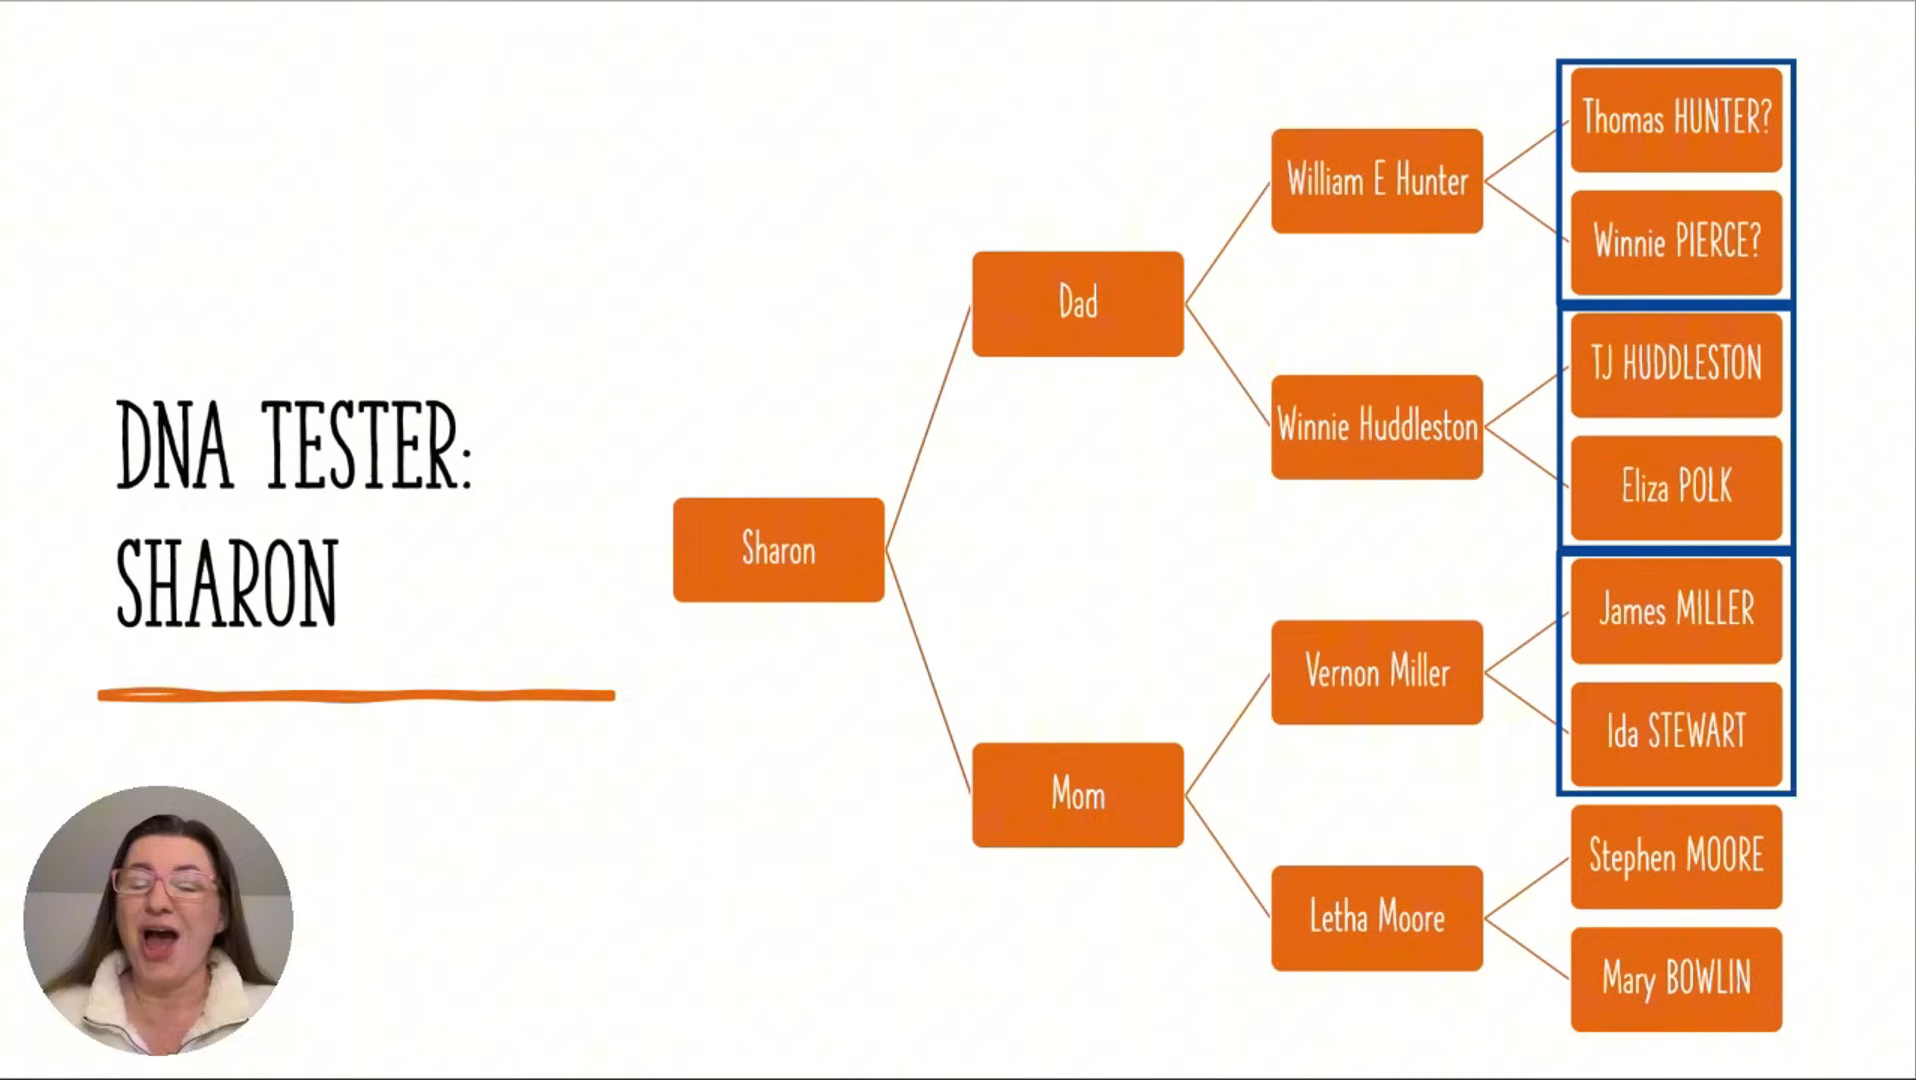 DNA TESTER:
SHARON
Sharon
Dad
Mom
William E Hunter
Winnie Huddleston
Vernon Miller
Letha Moore
Thomas HUNTER?
Winnie PIERCE?
TJ HUDDLESTON
Eliza POLK
James MILLER
Ida STEWART
Stephen MOORE
Mary BOWLIN